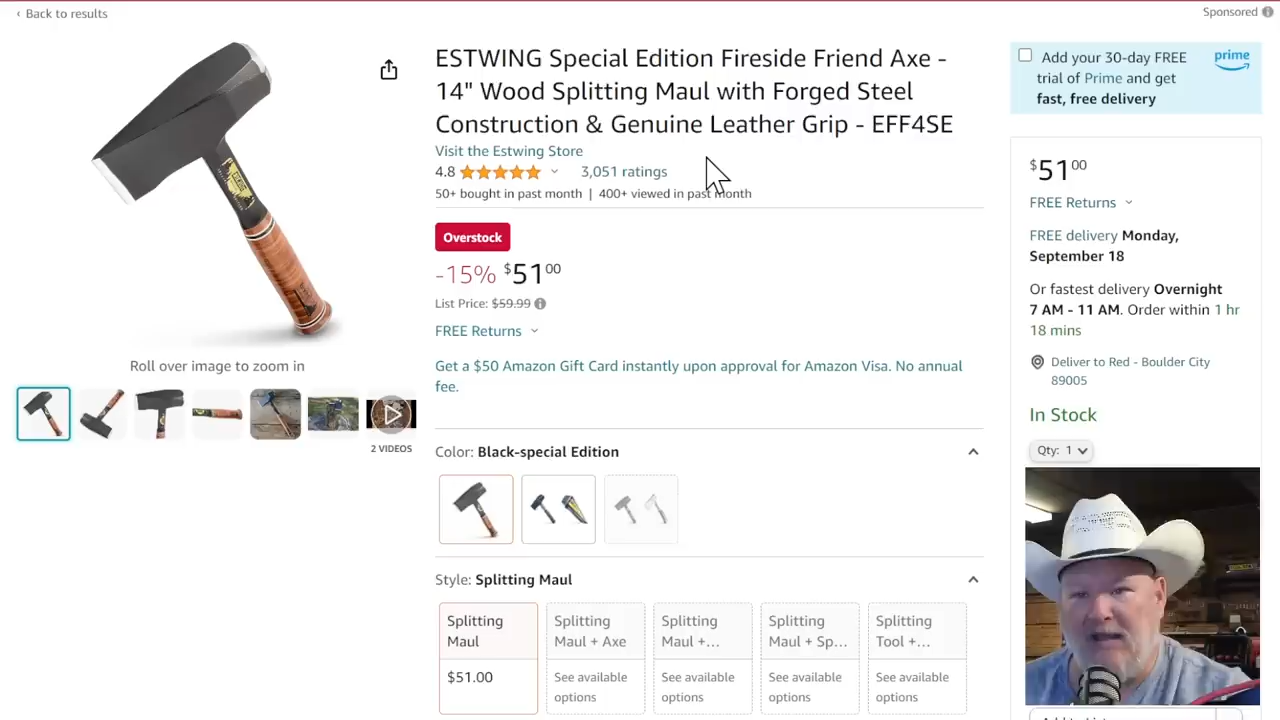 ‹ Back to results
Sponsored
ESTWING Special Edition Fireside Friend Axe -
14" Wood Splitting Maul with Forged Steel
Construction & Genuine Leather Grip - EFF4SE
Visit the Estwing Store
4.8
3,051 ratings
50+ bought in past month | 400+ viewed in past month
Overstock
-15% $51 00
List Price: $59.99
FREE Returns
Get a $50 Amazon Gift Card instantly upon approval for Amazon Visa. No annual
fee.
Roll over image to zoom in
2 VIDEOS
Color: Black-special Edition
Style: Splitting Maul
Splitting
Maul
$51.00
Splitting
Maul + Axe
See available
options
Splitting
Maul +...
See available
options
Splitting
Maul + Sp...
See available
options
Splitting
Tool +...
See available
options
Add your 30-day FREE
trial of Prime and get
fast, free delivery
prime
$51 00
FREE Returns
FREE delivery Monday,
September 18
Or fastest delivery Overnight
7 AM - 11 AM. Order within 1 hr
18 mins
Deliver to Red - Boulder City
89005
In Stock
Qty: 1